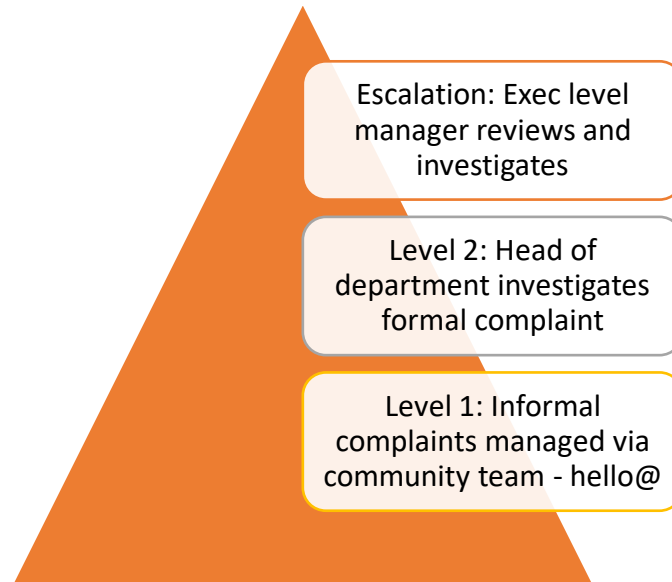 Escalation: Exec level
manager reviews and
investigates
Level 2: Head of
department investigates
formal complaint
Level 1: Informal
complaints managed via
community team - hello@